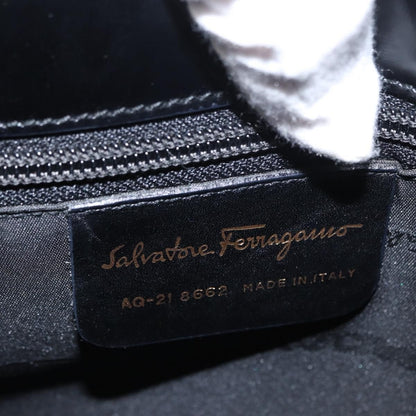 Salvatore Ferragamo
AQ-21 8662 MADE IN ITALY